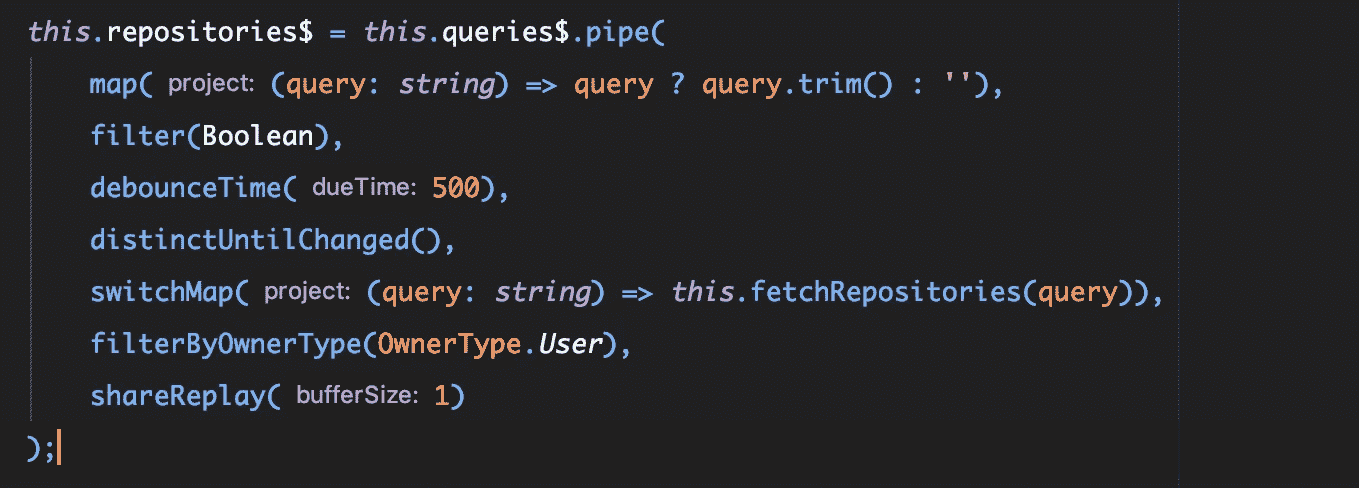 this.repositories$ = this.queries$.pipe(
map( project: (query: string) => query ? query.trim() : ''),
filter(Boolean),
debounceTime( dueTime: 500),
distinctUntilChanged(),
switchMap( project: (query: string) => this.fetchRepositories(query)),
filterByOwnerType(OwnerType.User),
shareReplay( bufferSize: 1)
);